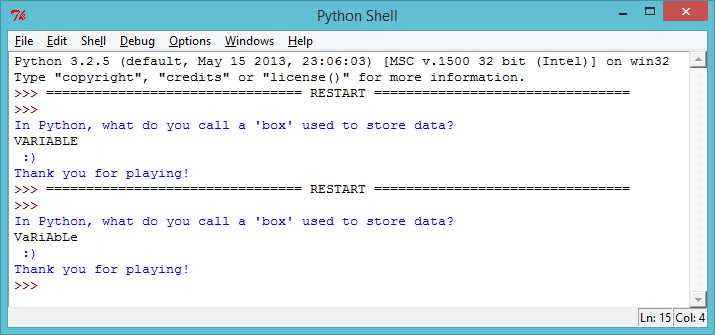 Python Shell
File Edit Shell Debug Options Windows Help
Python 3.2.5 (default, May 15 2013, 23:06:03) [MSC v.1500 32 bit (Intel)] on win32
Type "copyright", "credits" or "license()" for more information.
>>> ================================ RESTART ================================
>>>
In Python, what do you call a 'box' used to store data?
VARIABLE
 :)
Thank you for playing!
>>> ================================ RESTART ================================
>>>
In Python, what do you call a 'box' used to store data?
VaRiAbLe
 :)
Thank you for playing!
>>>
Ln: 15 Col: 4